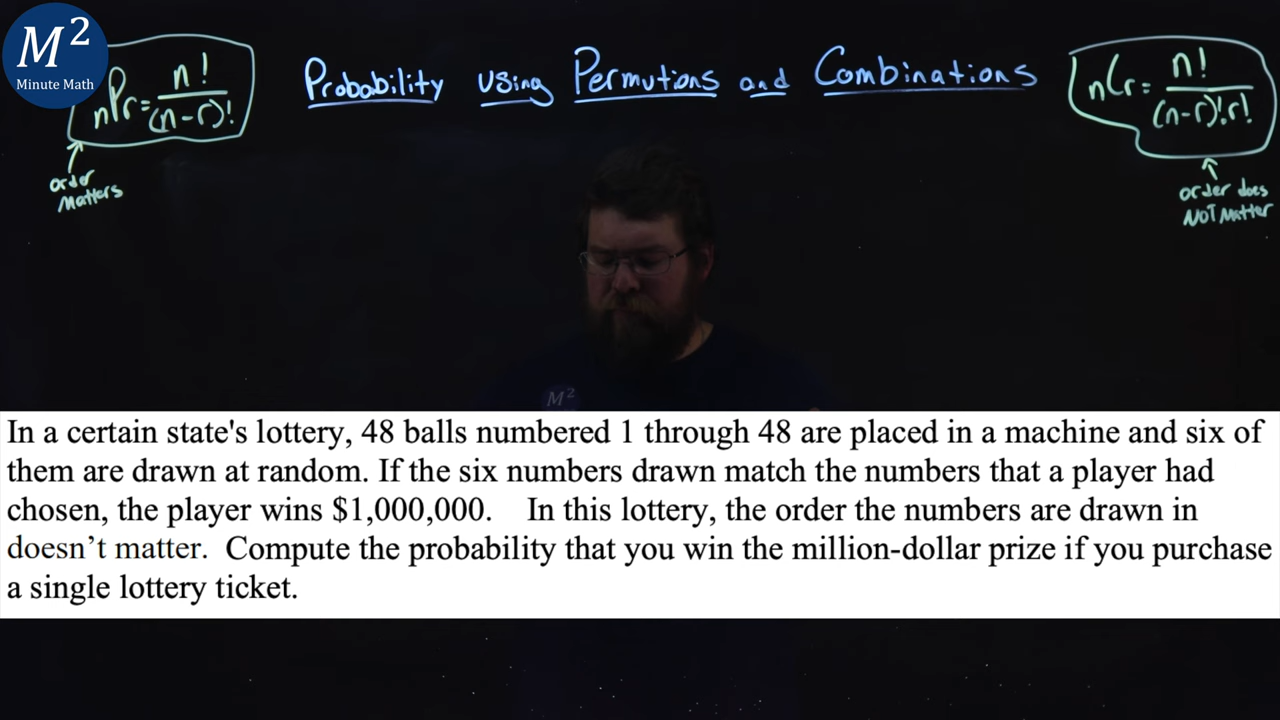 M²
Minute Math
nPr = n! / (n-r)!
order
Matters
Probability using Permutions and Combinations
nCr = n! / (n-r)!·r!
order does
NOT Matter
M²
In a certain state's lottery, 48 balls numbered 1 through 48 are placed in a machine and six of
them are drawn at random. If the six numbers drawn match the numbers that a player had
chosen, the player wins $1,000,000. In this lottery, the order the numbers are drawn in
doesn’t matter. Compute the probability that you win the million-dollar prize if you purchase
a single lottery ticket.